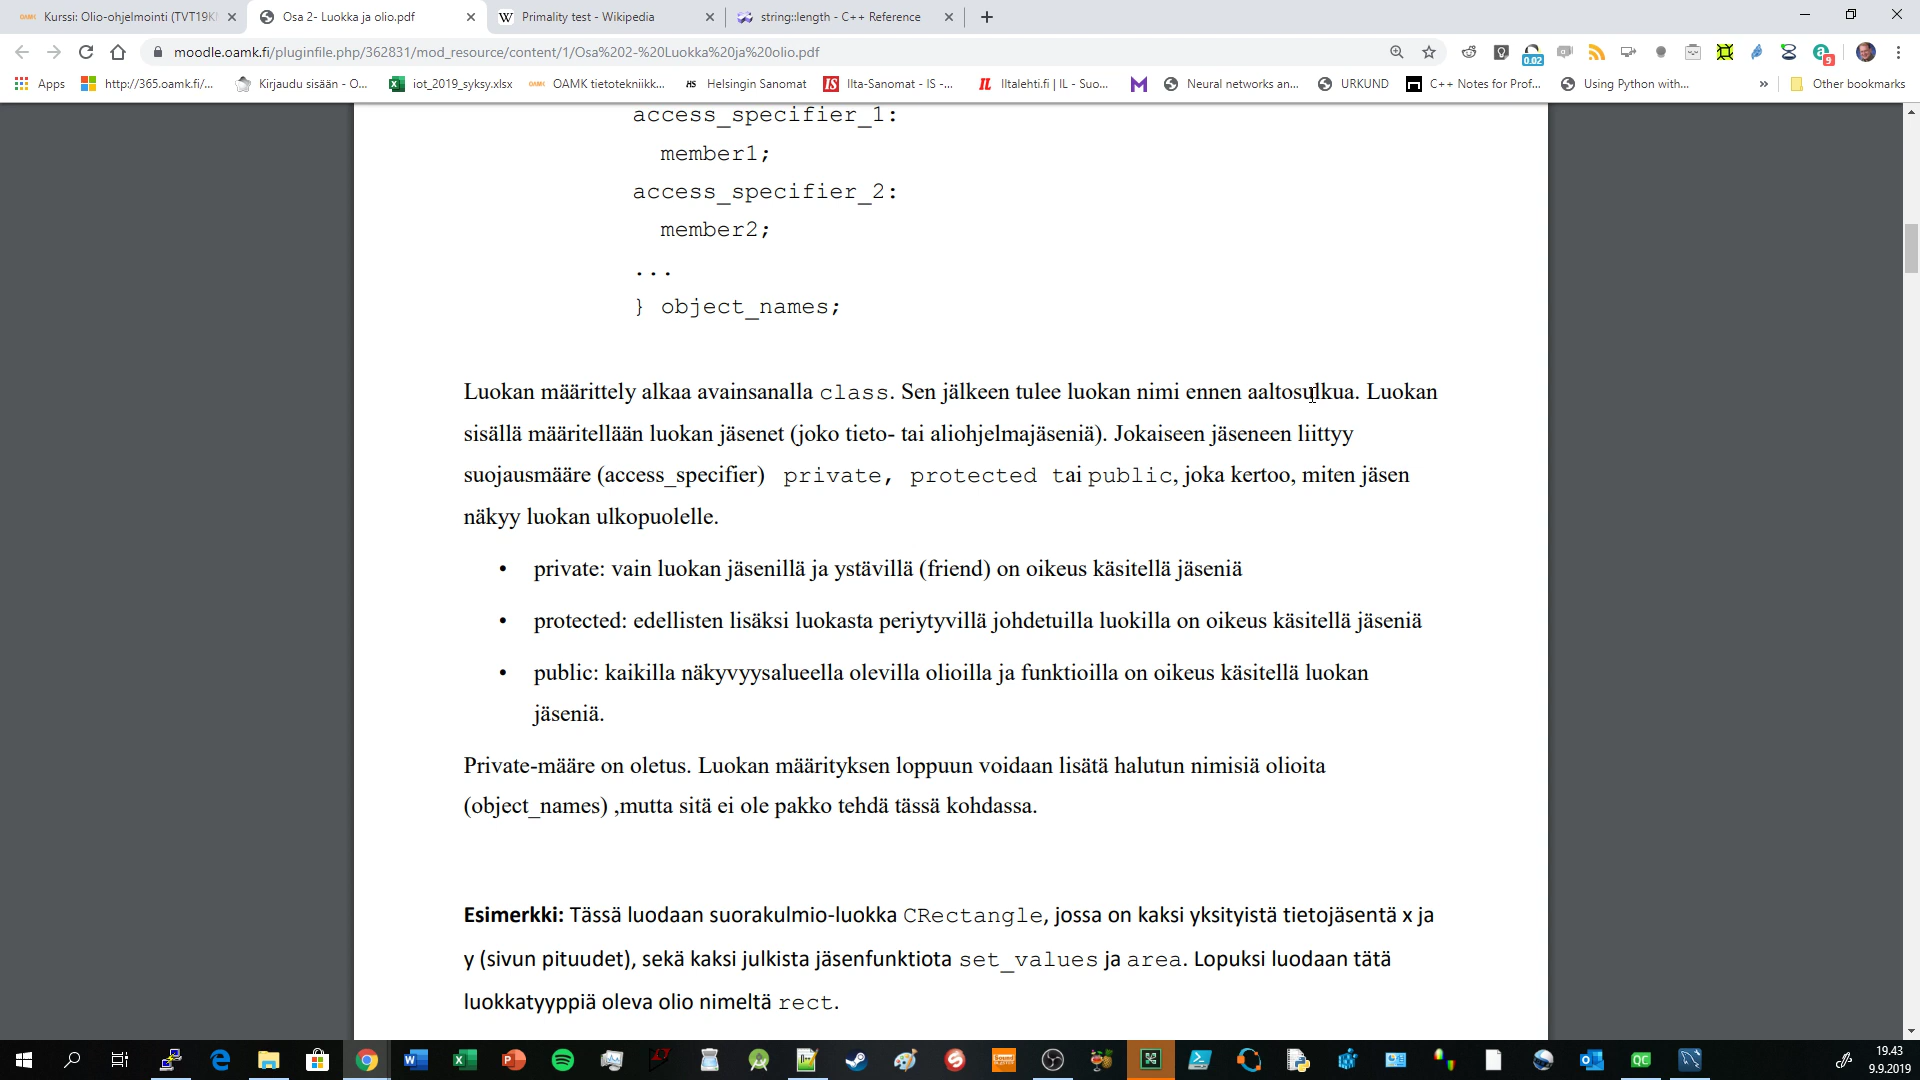 Kurssi: Olio-ohjelmointi (TVT19K
Osa 2- Luokka ja olio.pdf
Primality test - Wikipedia
string::length - C++ Reference
moodle.oamk.fi/pluginfile.php/362831/mod_resource/content/1/Osa%202-%20Luokka%20ja%20olio.pdf
0.02
9
Apps
http://365.oamk.fi/...
Kirjaudu sisään - O...
iot_2019_syksy.xlsx
OAMK tietotekniikk...
HS Helsingin Sanomat
IS Ilta-Sanomat - IS -...
IL Iltalehti.fi | IL - Suo...
Neural networks an...
URKUND
C++ Notes for Prof...
Using Python with...
»
Other bookmarks
access_specifier_1:
member1;
access_specifier_2:
member2;
...
} object_names;
Luokan määrittely alkaa avainsanalla class. Sen jälkeen tulee luokan nimi ennen aaltosulkua. Luokan
sisällä määritellään luokan jäsenet (joko tieto- tai aliohjelmajäseniä). Jokaiseen jäseneen liittyy
suojausmääre (access_specifier) private, protected tai public, joka kertoo, miten jäsen
näkyy luokan ulkopuolelle.
• private: vain luokan jäsenillä ja ystävillä (friend) on oikeus käsitellä jäseniä
• protected: edellisten lisäksi luokasta periytyvillä johdetuilla luokilla on oikeus käsitellä jäseniä
• public: kaikilla näkyvyysalueella olevilla olioilla ja funktioilla on oikeus käsitellä luokan
jäseniä.
Private-määre on oletus. Luokan määrityksen loppuun voidaan lisätä halutun nimisiä olioita
(object_names) ,mutta sitä ei ole pakko tehdä tässä kohdassa.
Esimerkki: Tässä luodaan suorakulmio-luokka CRectangle, jossa on kaksi yksityistä tietojäsentä x ja
y (sivun pituudet), sekä kaksi julkista jäsenfunktiota set_values ja area. Lopuksi luodaan tätä
luokkatyyppiä oleva olio nimeltä rect.
19.43
9.9.2019